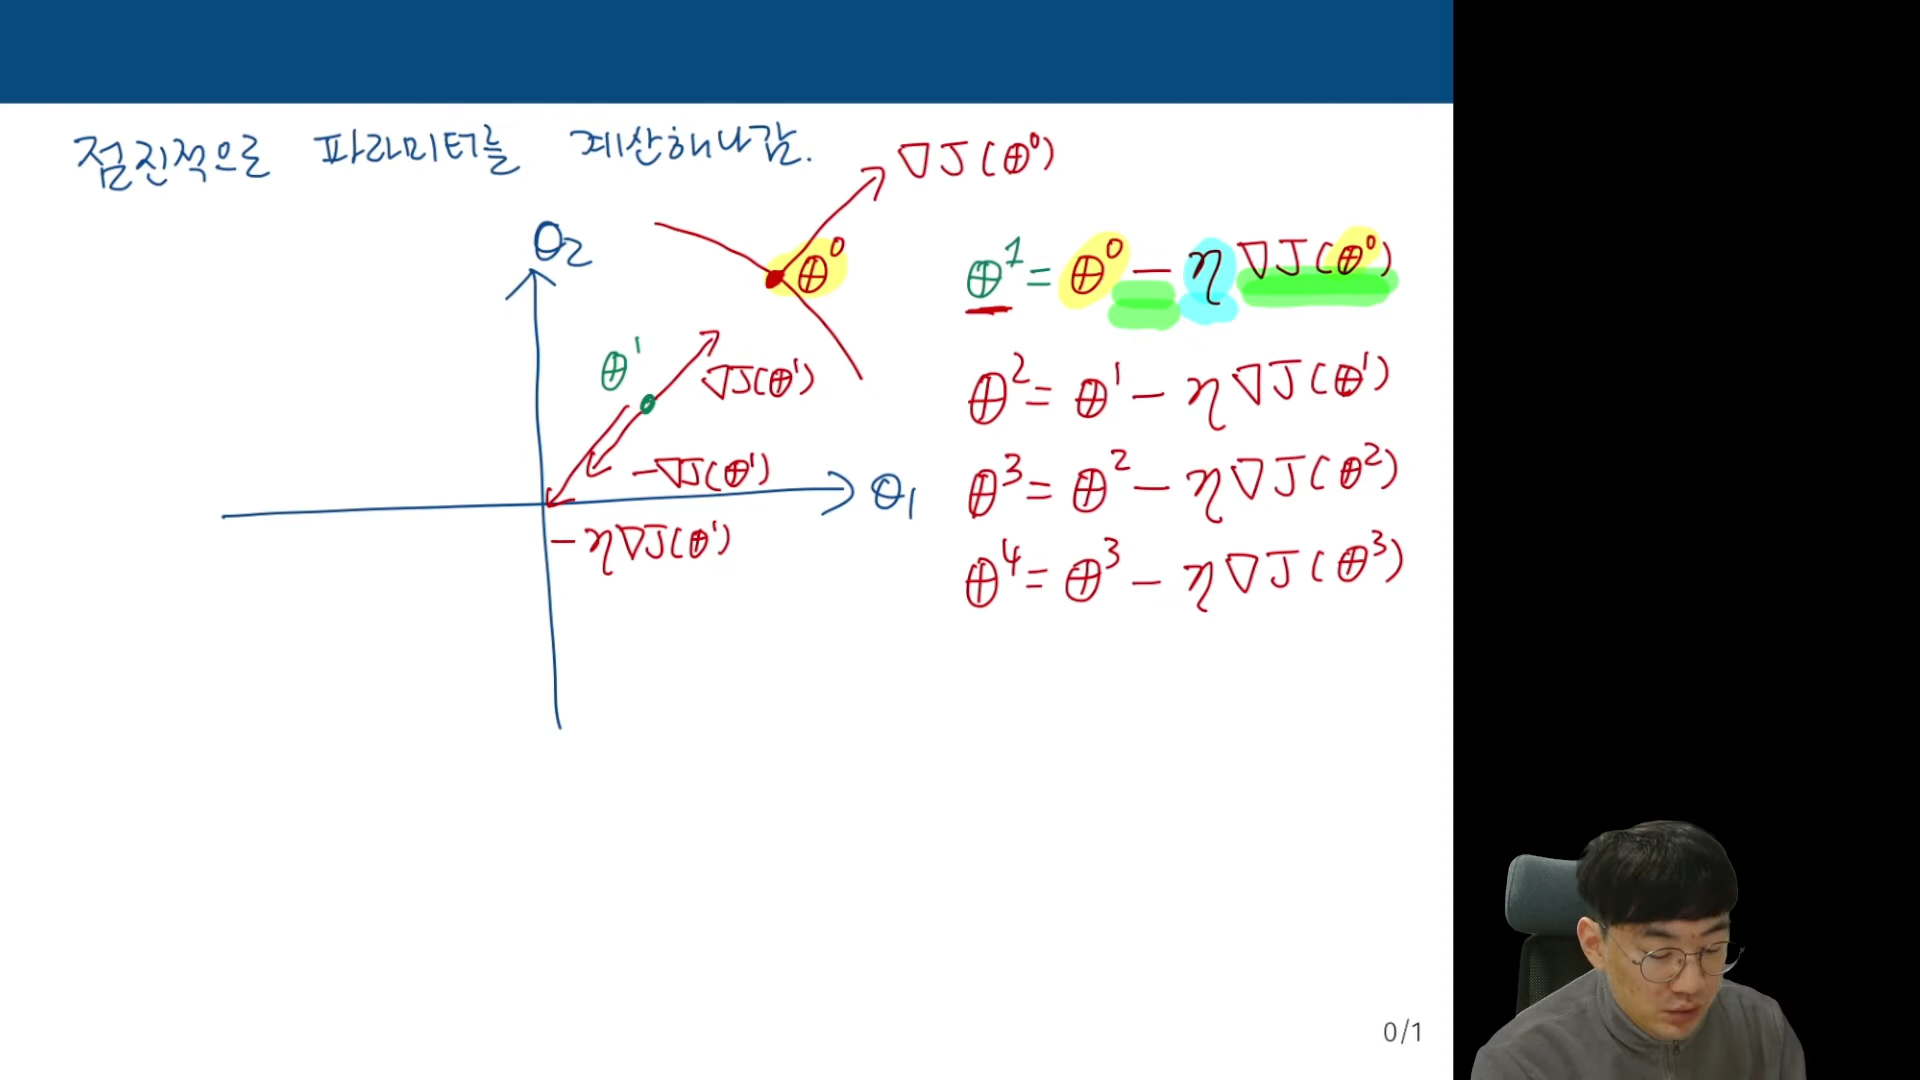 점진적으로 파라미터를 계산해나감.
∇J(θ⁰)
θ₂
θ⁰
θ¹ = θ⁰ − η∇J(θ⁰)
θ¹
∇J(θ¹)
θ² = θ¹ − η∇J(θ¹)
−∇J(θ¹)
θ₁
θ³ = θ² − η∇J(θ²)
−η∇J(θ¹)
θ⁴ = θ³ − η∇J(θ³)
0/1